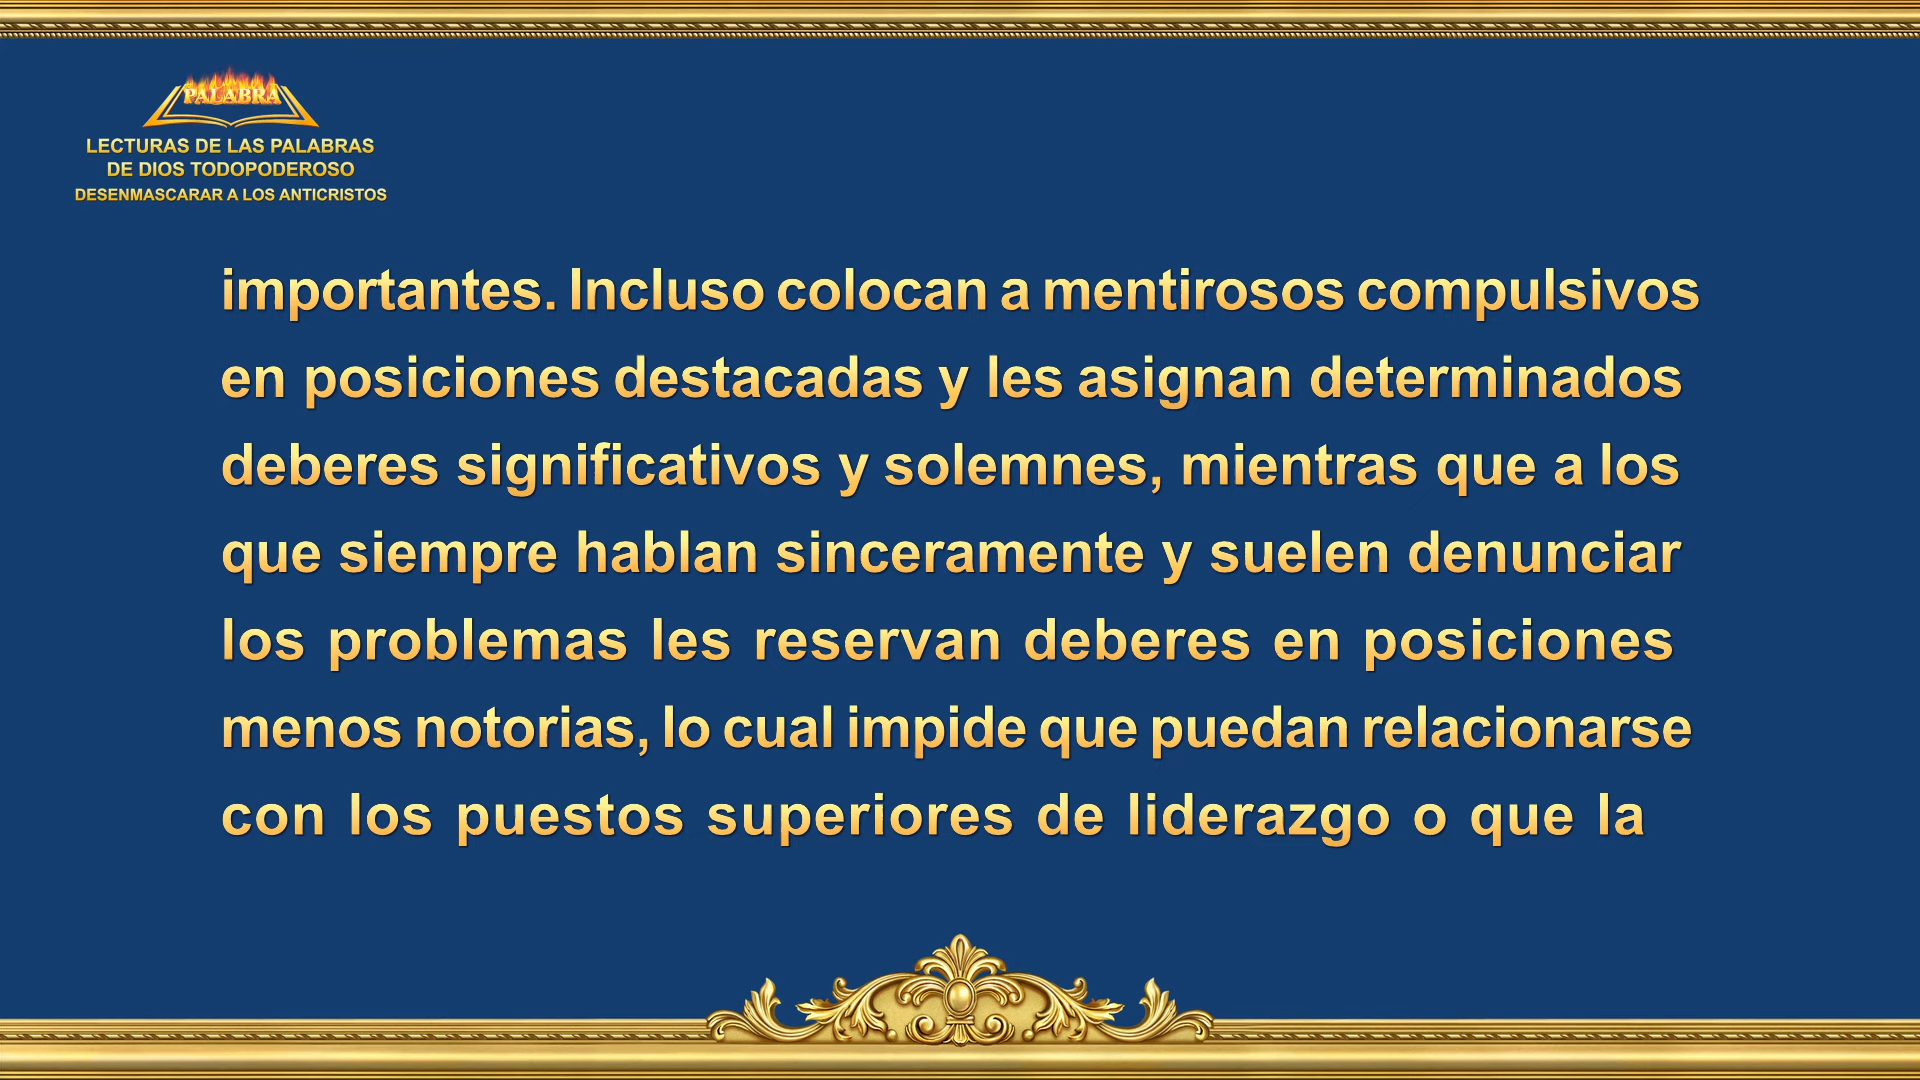 PALABRA
LECTURAS DE LAS PALABRAS
DE DIOS TODOPODEROSO
DESENMASCARAR A LOS ANTICRISTOS
importantes. Incluso colocan a mentirosos compulsivos
en posiciones destacadas y les asignan determinados
deberes significativos y solemnes, mientras que a los
que siempre hablan sinceramente y suelen denunciar
los problemas les reservan deberes en posiciones
menos notorias, lo cual impide que puedan relacionarse
con los puestos superiores de liderazgo o que la